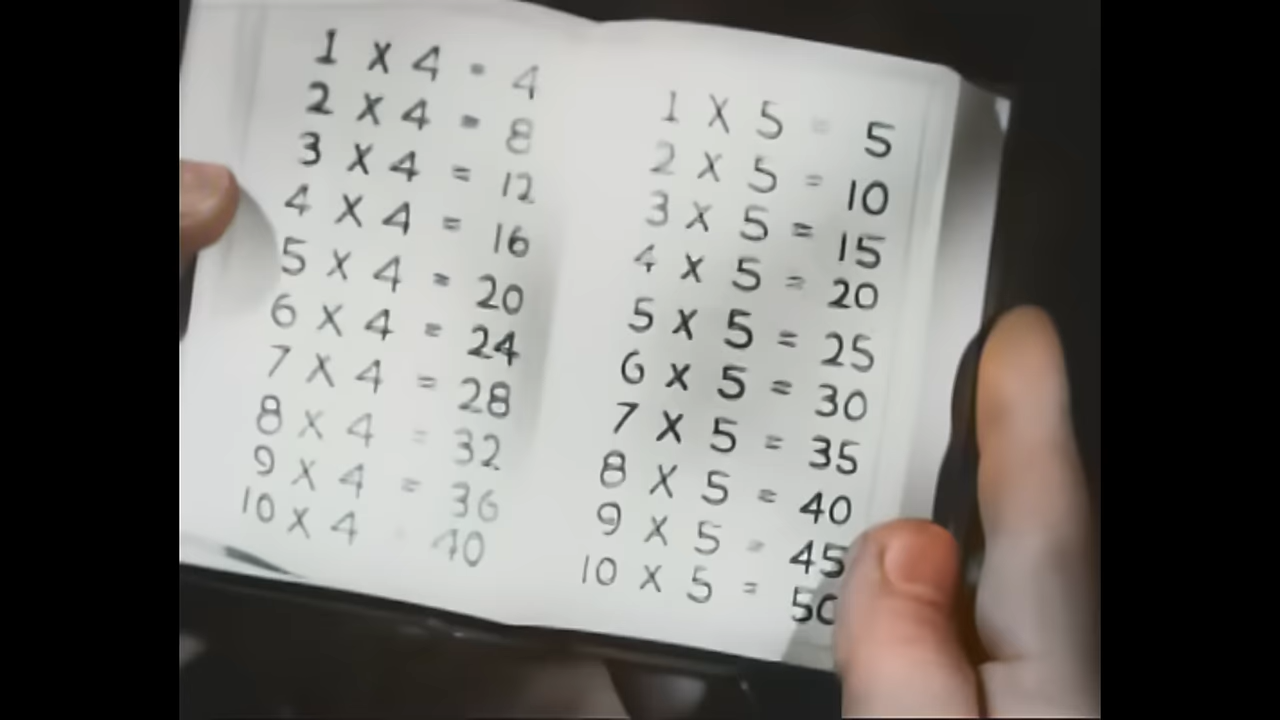 1 X 4 = 4
2 X 4 = 8
3 X 4 = 12
4 X 4 = 16
5 X 4 = 20
6 X 4 = 24
7 X 4 = 28
8 X 4 = 32
9 X 4 = 36
10 X 4 40
1 X 5 = 5
2 X 5 = 10
3 X 5 = 15
4 X 5 = 20
5 X 5 = 25
6 X 5 = 30
7 X 5 = 35
8 X 5 = 40
9 X 5 = 45
10 X 5 = 50